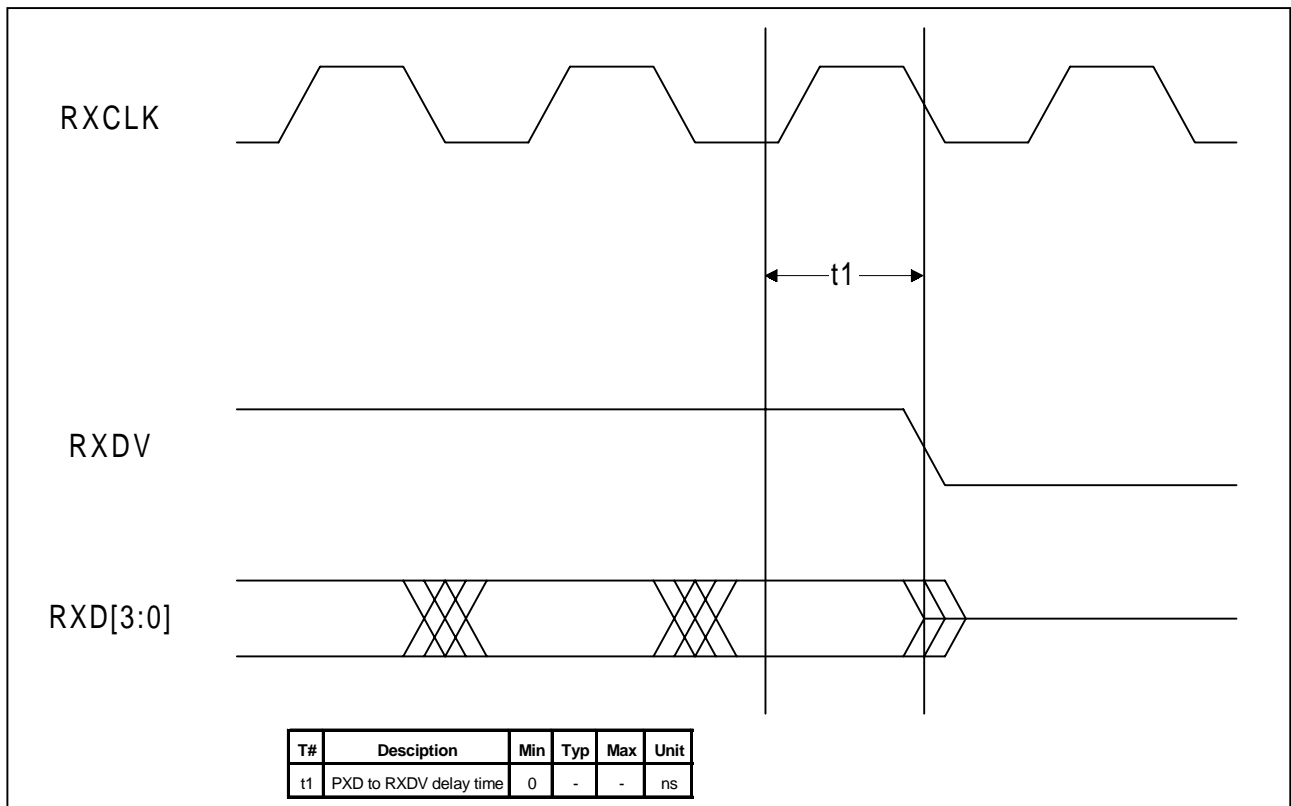 RXCLK
t1
RXDV
RXD[3:0]
T# Desciption Min Typ Max Unit
t1 PXD to RXDV delay time 0 - - ns